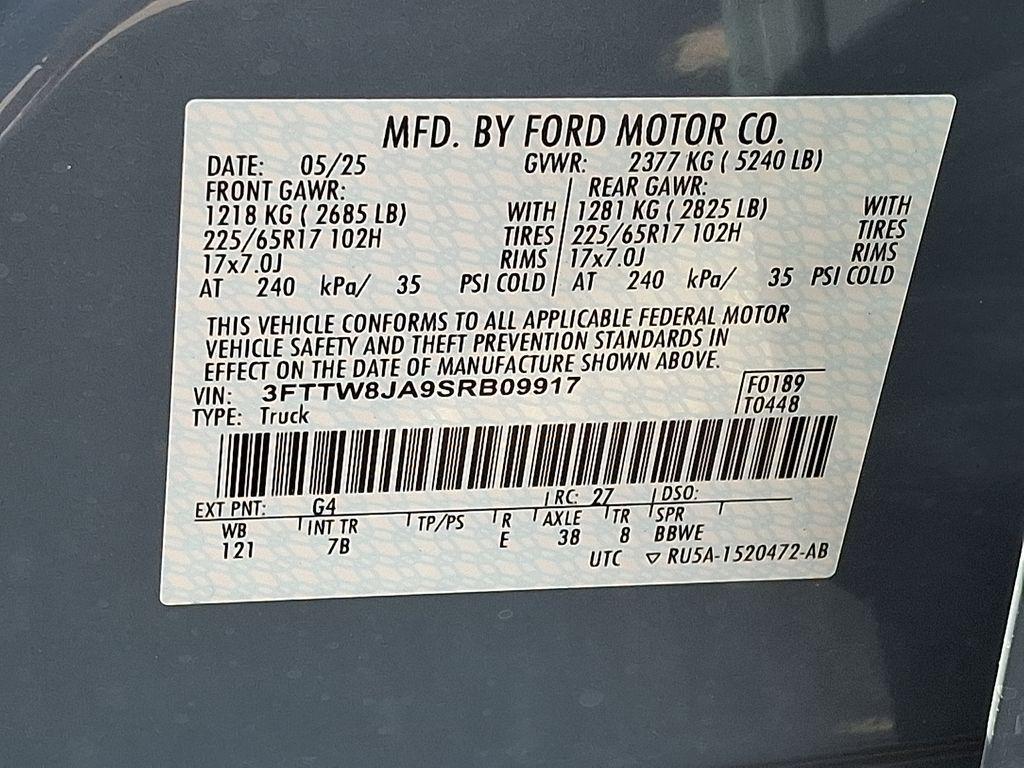 MFD. BY FORD MOTOR CO.
DATE: 05/25 GVWR: 2377 KG ( 5240 LB)
FRONT GAWR: REAR GAWR:
1218 KG ( 2685 LB) WITH 1281 KG ( 2825 LB) WITH
225/65R17 102H TIRES 225/65R17 102H TIRES
17x7.0J RIMS 17x7.0J RIMS
AT 240 kPa/ 35 PSI COLD AT 240 kPa/ 35 PSI COLD
THIS VEHICLE CONFORMS TO ALL APPLICABLE FEDERAL MOTOR
VEHICLE SAFETY AND THEFT PREVENTION STANDARDS IN
EFFECT ON THE DATE OF MANUFACTURE SHOWN ABOVE.
VIN: 3FTTW8JA9SRB09917 F0189
TYPE: Truck T0448
EXT PNT: G4 RC: 27 DSO:
WB INT TR TP/PS R AXLE TR SPR
121 7B E 38 8 BBWE
UTC ▽ RU5A-1520472-AB